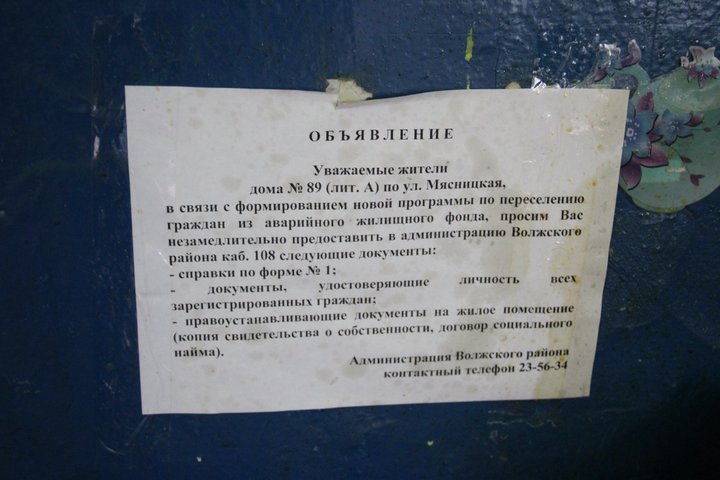 ОБЪЯВЛЕНИЕ
Уважаемые жители
дома № 89 (лит. А) по ул. Мясницкая,
в связи с формированием новой программы по переселению
граждан из аварийного жилищного фонда, просим Вас
незамедлительно предоставить в администрацию Волжского
района каб. 108 следующие документы:
- справки по форме № 1;
- документы, удостоверяющие личность всех
зарегистрированных граждан;
- правоустанавливающие документы на жилое помещение
(копия свидетельства о собственности, договор социального
найма).
Администрация Волжского района
контактный телефон 23-56-34